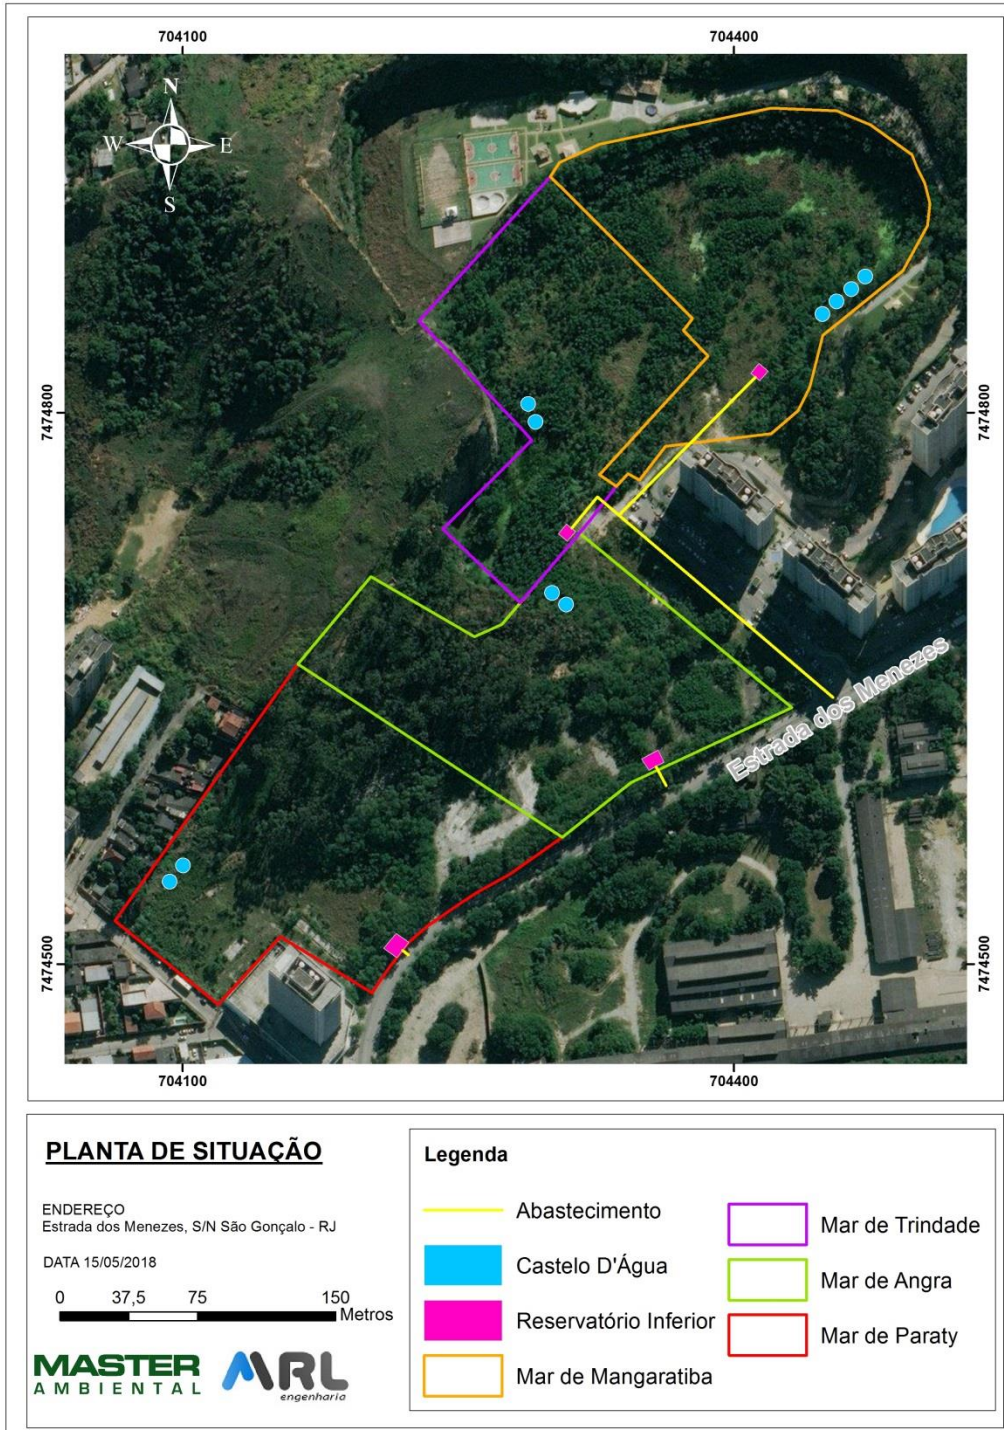 704100 704400
N
W E
S
7474800 7474800
Estrada dos Menezes
7474500 7474500
704100 704400
PLANTA DE SITUAÇÃO
ENDEREÇO
Estrada dos Menezes, S/N São Gonçalo - RJ
DATA 15/05/2018
0 37,5 75 150
Metros
MASTER
AMBIENTAL
MRL
engenharia
Legenda
Abastecimento
Castelo D'Água
Reservatório Inferior
Mar de Mangaratiba
Mar de Trindade
Mar de Angra
Mar de Paraty